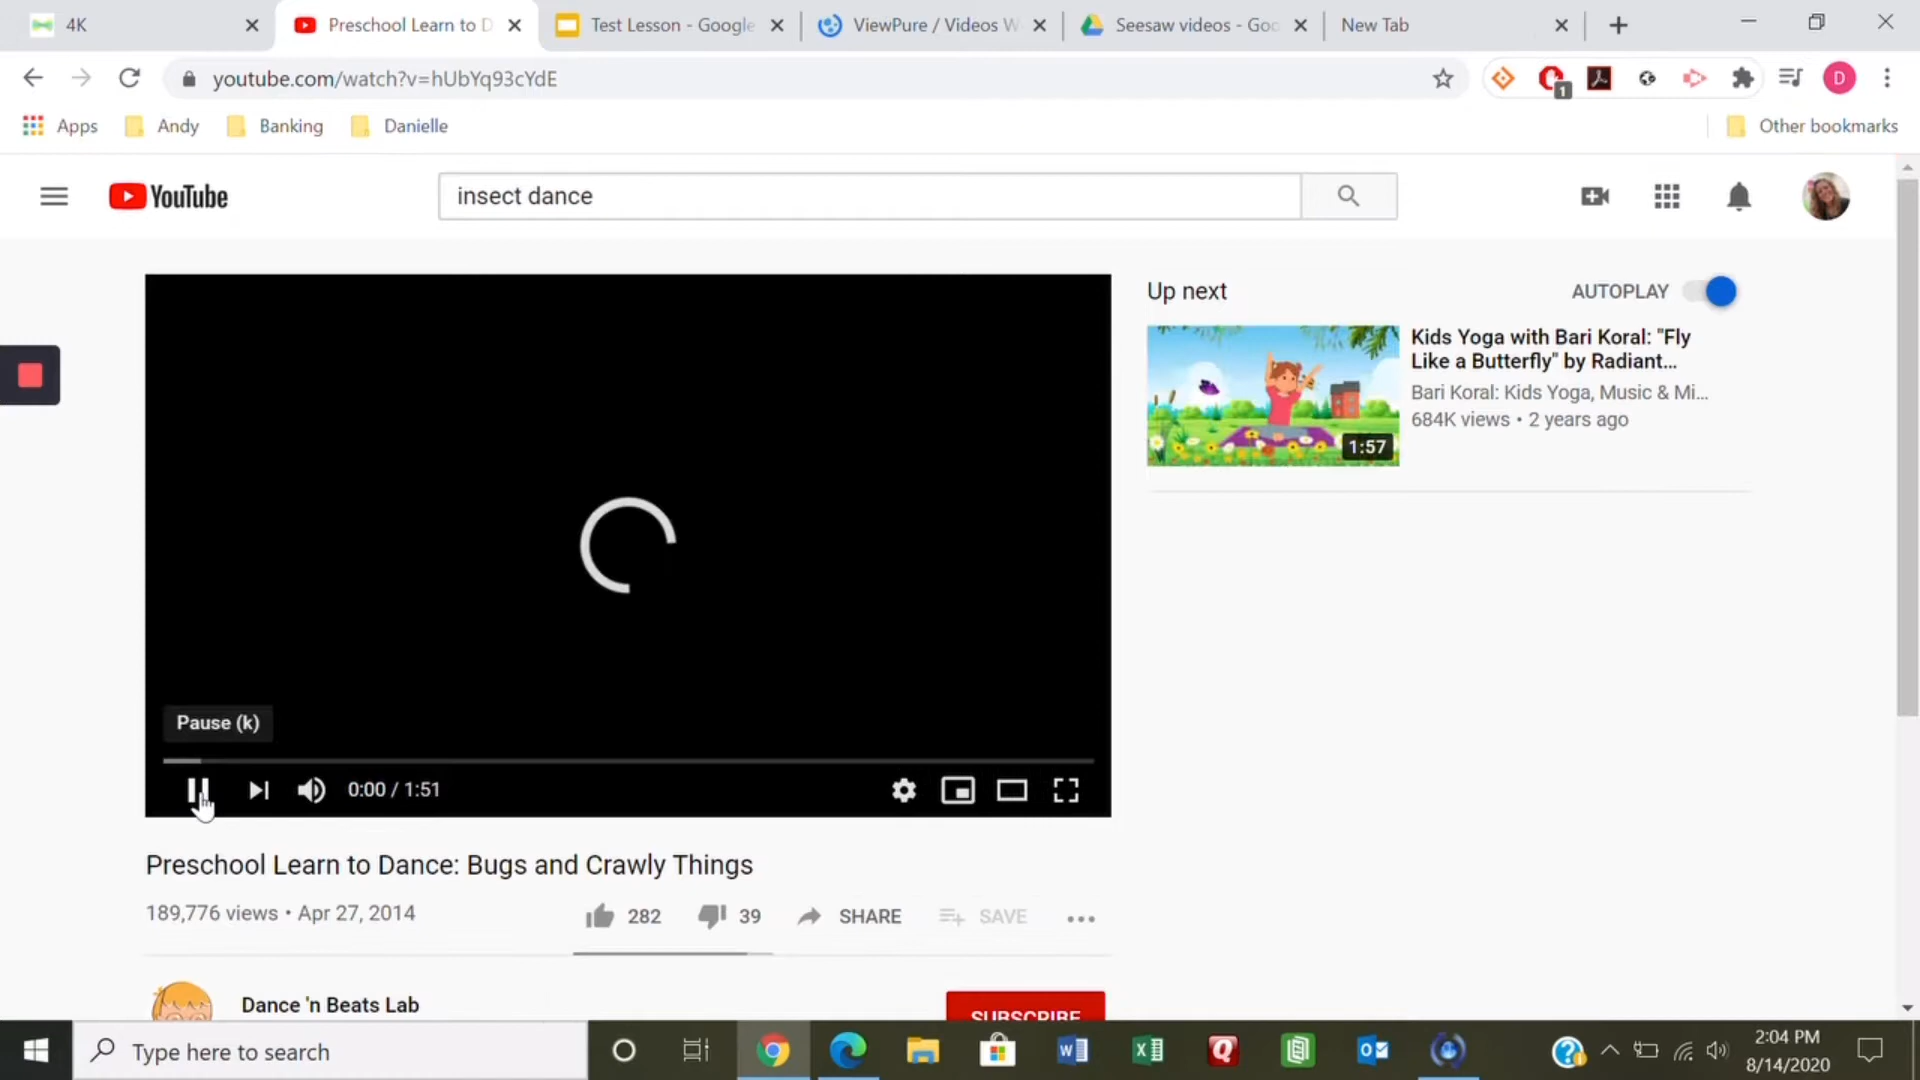 4K
Preschool Learn to D
Test Lesson - Google
ViewPure / Videos W
Seesaw videos - Goo
New Tab
youtube.com/watch?v=hUbYq93cYdE
1
D
Apps
Andy
Banking
Danielle
Other bookmarks
YouTube
insect dance
Up next
AUTOPLAY
Kids Yoga with Bari Koral: "Fly
Like a Butterfly" by Radiant...
Bari Koral: Kids Yoga, Music & Mi...
684K views • 2 years ago
1:57
Pause (k)
0:00 / 1:51
Preschool Learn to Dance: Bugs and Crawly Things
189,776 views • Apr 27, 2014
282
39
SHARE
SAVE
Dance 'n Beats Lab
SUBSCRIBE
Type here to search
2:04 PM
8/14/2020